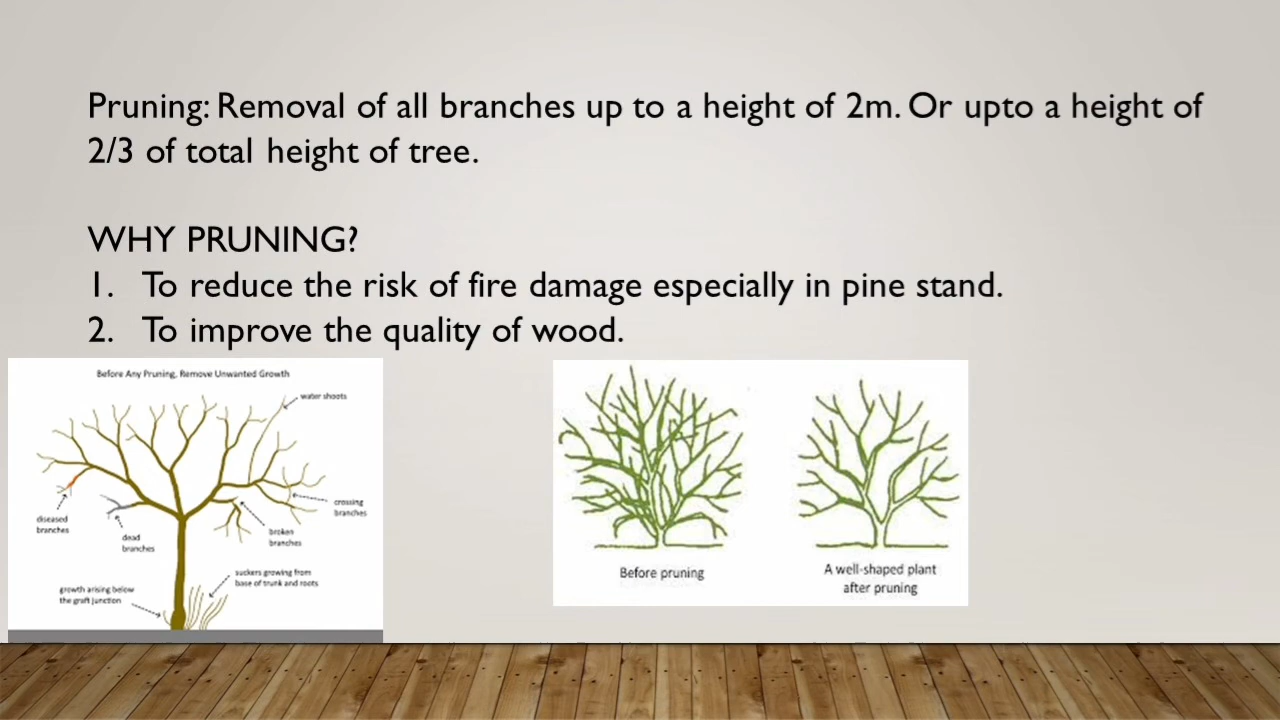 Pruning: Removal of all branches up to a height of 2m. Or upto a height of
2/3 of total height of tree.
WHY PRUNING?
1. To reduce the risk of fire damage especially in pine stand.
2. To improve the quality of wood.
Before Any Pruning, Remove Unwanted Growth
water shoots
crossing
branches
diseased
branches
dead
branches
broken
branches
suckers growing from
base of trunk and roots
growth arising below
the graft junction
Before pruning
A well-shaped plant
after pruning